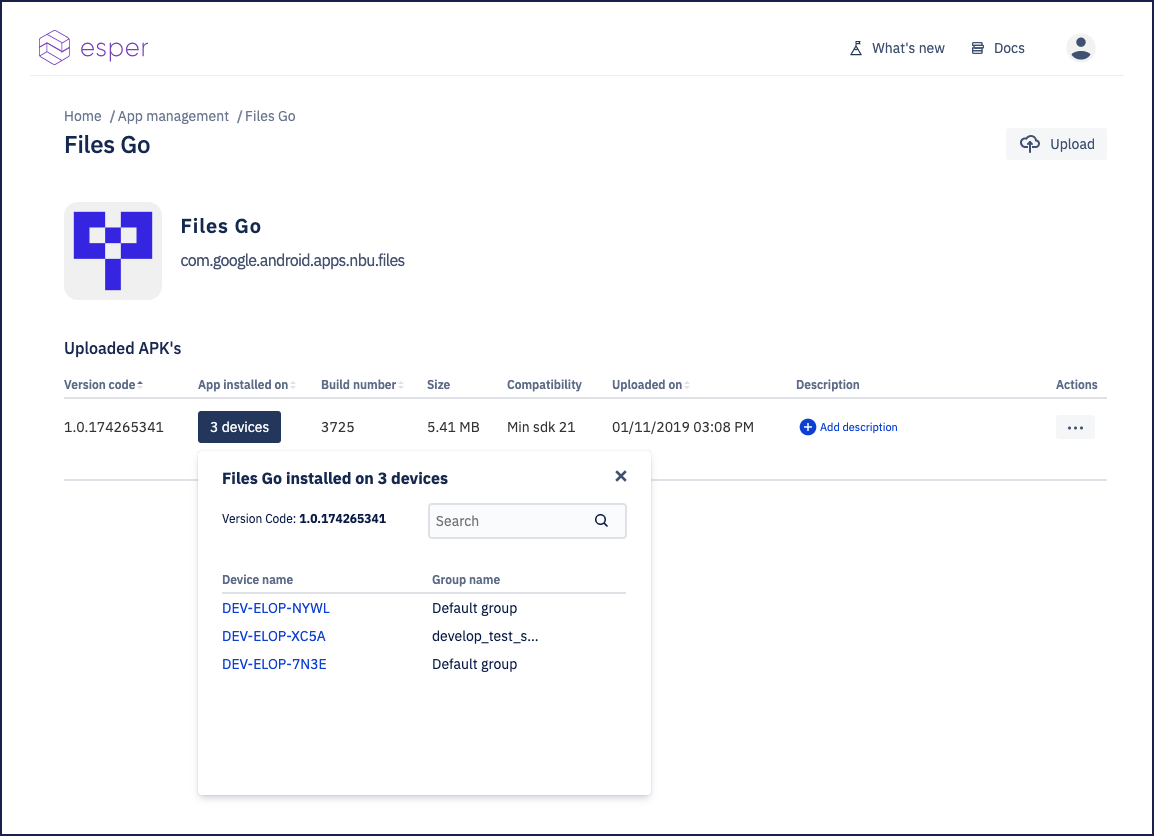 esper
What's new
Docs
Home / App management / Files Go
Files Go
Upload
Files Go
com.google.android.apps.nbu.files
Uploaded APK's
Version code App installed on Build number Size Compatibility Uploaded on Description Actions
1.0.174265341 3 devices 3725 5.41 MB Min sdk 21 01/11/2019 03:08 PM Add description ...
Files Go installed on 3 devices
Version Code: 1.0.174265341 Search
Device name Group name
DEV-ELOP-NYWL Default group
DEV-ELOP-XC5A develop_test_s...
DEV-ELOP-7N3E Default group